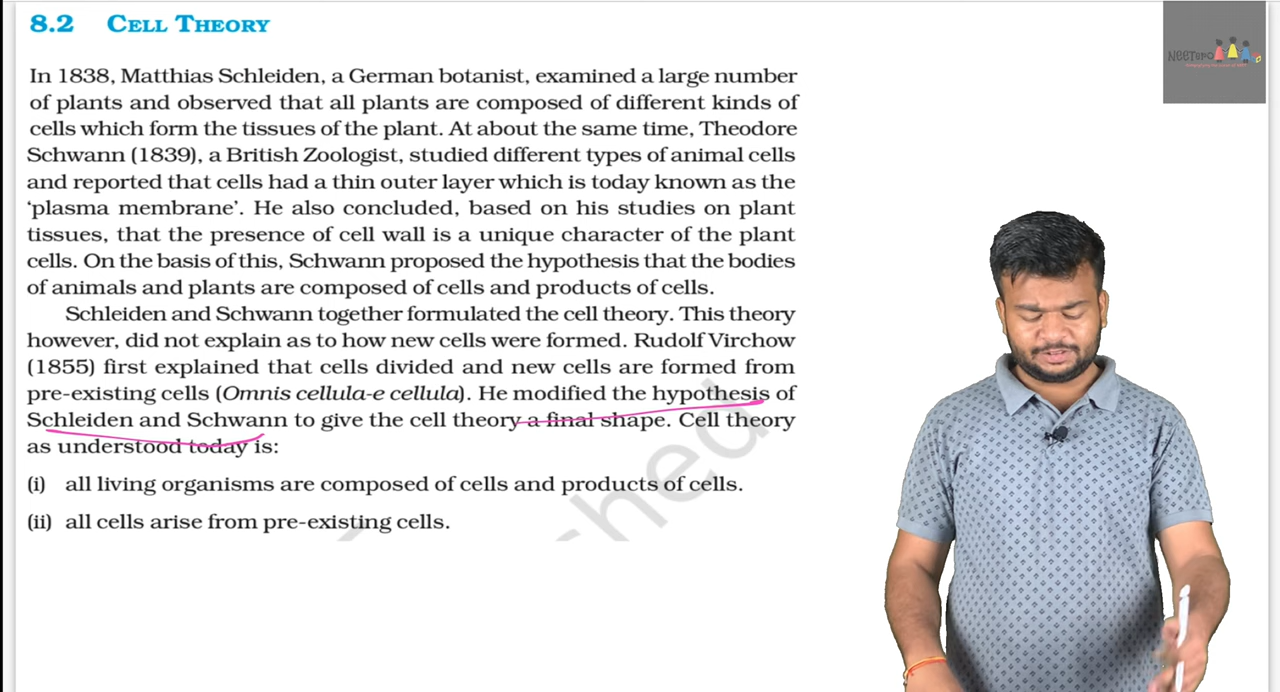 8.2 CELL THEORY
In 1838, Matthias Schleiden, a German botanist, examined a large number
of plants and observed that all plants are composed of different kinds of
cells which form the tissues of the plant. At about the same time, Theodore
Schwann (1839), a British Zoologist, studied different types of animal cells
and reported that cells had a thin outer layer which is today known as the
‘plasma membrane’. He also concluded, based on his studies on plant
tissues, that the presence of cell wall is a unique character of the plant
cells. On the basis of this, Schwann proposed the hypothesis that the bodies
of animals and plants are composed of cells and products of cells.
Schleiden and Schwann together formulated the cell theory. This theory
however, did not explain as to how new cells were formed. Rudolf Virchow
(1855) first explained that cells divided and new cells are formed from
pre-existing cells (Omnis cellula-e cellula). He modified the hypothesis of
Schleiden and Schwann to give the cell theory a final shape. Cell theory
as understood today is:
(i) all living organisms are composed of cells and products of cells.
(ii) all cells arise from pre-existing cells.